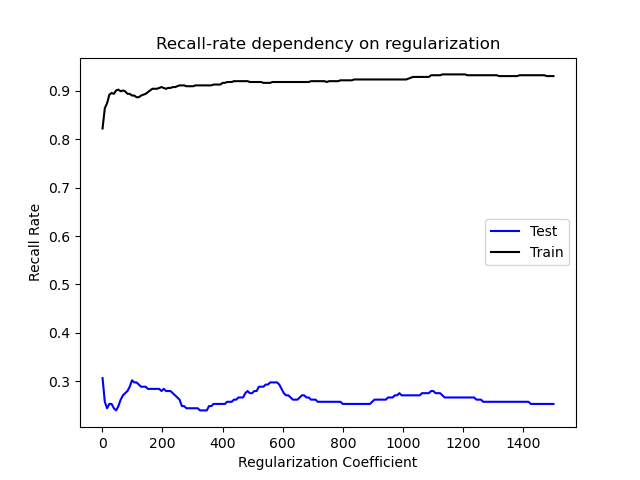 Recall-rate dependency on regularization
Recall Rate
0.9
0.8
0.7
0.6
0.5
0.4
0.3
Test
Train
0 200 400 600 800 1000 1200 1400
Regularization Coefficient